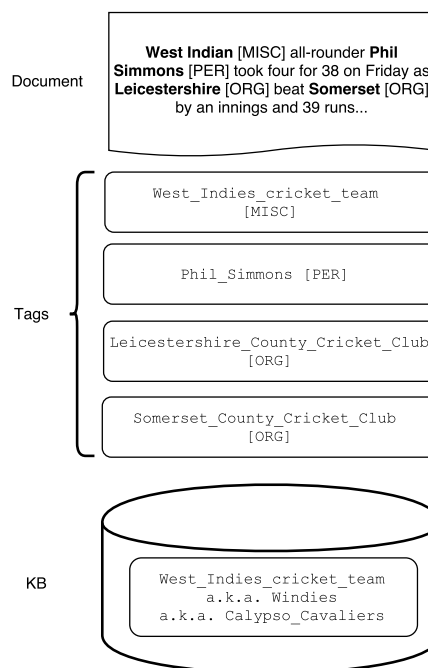 Document
West Indian [MISC] all-rounder Phil
Simmons [PER] took four for 38 on Friday as
Leicestershire [ORG] beat Somerset [ORG]
by an innings and 39 runs...
Tags
West_Indies_cricket_team
[MISC]
Phil_Simmons [PER]
Leicestershire_County_Cricket_Club
[ORG]
Somerset_County_Cricket_Club
[ORG]
KB
West_Indies_cricket_team
a.k.a. Windies
a.k.a. Calypso_Cavaliers